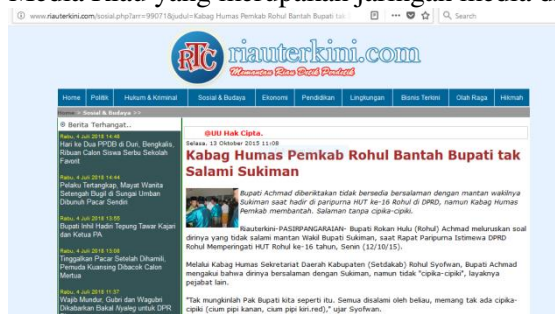 Media Riau yang merupakan jaringan media
www.riauterkini.com/sosial.php?arr=99071&judul=Kabag Humas Pemkab Rohul Bantah Bupati tak
Search
RTC riauterkini.com
Memantau Riau Detik Perdetik
Home Politik Hukum & Kriminal Sosial & Budaya Ekonomi Pendidikan Lingkungan Bisnis Terkini Olah Raga Hikmah
Home > Sosial & Budaya >>
Berita Terhangat..
Rabu, 4 Juli 2018 14:48
Hari ke Dua PPDB di Duri, Bengkalis,
Ribuan Calon Siswa Serbu Sekolah
Favorit
Rabu, 4 Juli 2018 14:44
Pelaku Tertangkap, Mayat Wanita
Setengah Bugil di Sungai Umban
Dibunuh Pacar Sendiri
Rabu, 4 Juli 2018 13:55
Bupati Inhil Hadiri Tepung Tawar Kajari
dan Ketua PA
Rabu, 4 Juli 2018 13:08
Tinggalkan Pacar Setelah Dihamili,
Pemuda Kuansing Dibacok Calon
Mertua
Rabu, 4 Juli 2018 11:37
Wajib Mundur, Gubri dan Wagubri
Dikabarkan Bakal Nyaleg untuk DPR
@UU Hak Cipta.
Selasa, 13 Oktober 2015 11:08
Kabag Humas Pemkab Rohul Bantah Bupati tak
Salami Sukiman
Bupati Achmad diberitakan tidak bersedia bersalaman dengan mantan wakilnya
Sukiman saat hadir di paripurna HUT ke-16 Rohul di DPRD, namun Kabag Humas
Pemkab membantah. Salaman tanpa cipika-cipiki.
Riauterkini-PASIRPANGARAIAN- Bupati Rokan Hulu (Rohul) Achmad meluruskan soal
dirinya yang tidak salami mantan Wakil Bupati Sukiman, saat Rapat Paripurna Istimewa DPRD
Rohul Memperingati HUT Rohul ke-16 tahun, Senin (12/10/15).
Melalui Kabag Humas Sekretariat Daerah Kabupaten (Setdakab) Rohul Syofwan, Bupati Achmad
mengakui bahwa dirinya bersalaman dengan Sukiman, namun tidak "cipika-cipiki", layaknya
pejabat lain.
"Tak mungkinlah Pak Bupati kita seperti itu. Semua disalami oleh beliau, memang tak ada cipika-
cipiki (cium pipi kanan, cium pipi kiri.red)," ujar Syofwan.